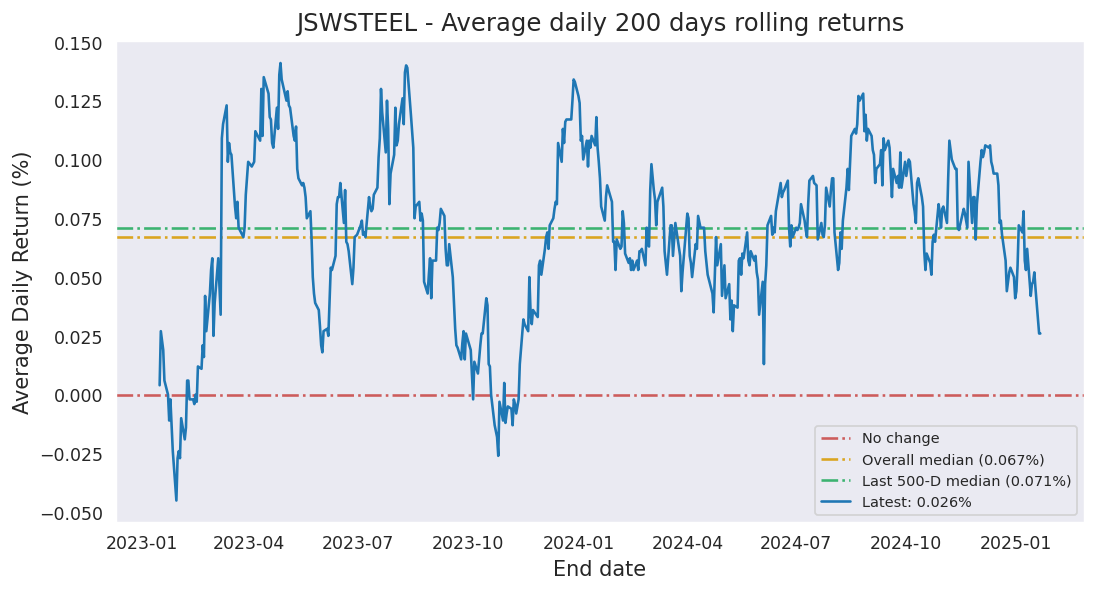 JSWSTEEL - Average daily 200 days rolling returns
Average Daily Return (%)
0.150
0.125
0.100
0.075
0.050
0.025
0.000
−0.025
−0.050
No change
Overall median (0.067%)
Last 500-D median (0.071%)
Latest: 0.026%
2023-01 2023-04 2023-07 2023-10 2024-01 2024-04 2024-07 2024-10 2025-01
End date